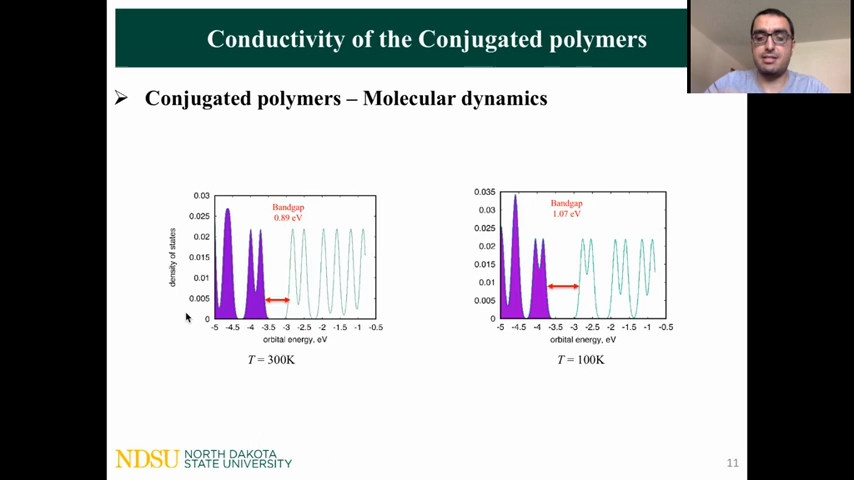 Conductivity of the Conjugated polymers
➢ Conjugated polymers – Molecular dynamics
0.03
0.025
0.02
0.015
0.01
0.005
0
density of states
Bandgap
0.89 eV
-5 -4.5 -4 -3.5 -3 -2.5 -2 -1.5 -1 -0.5
orbital energy, eV
T = 300K
0.035
0.03
0.025
0.02
0.015
0.01
0.005
0
Bandgap
1.07 eV
-5 -4.5 -4 -3.5 -3 -2.5 -2 -1.5 -1 -0.5
orbital energy, eV
T = 100K
NDSU NORTH DAKOTA
STATE UNIVERSITY
11